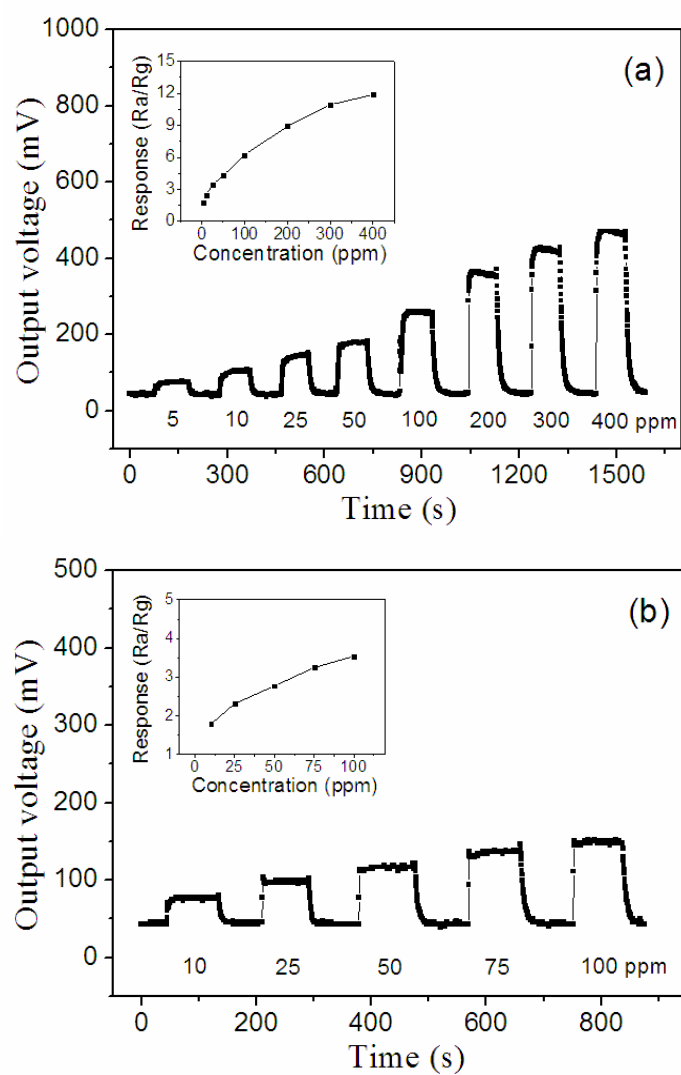 (a)
Output voltage (mV)
1000
800
600
400
200
0
Response (Ra/Rg)
15
12
9
6
3
0
0 100 200 300 400
Concentration (ppm)
5 10 25 50 100 200 300 400 ppm
0 300 600 900 1200 1500
Time (s)
(b)
Output voltage (mV)
500
400
300
200
100
0
Response (Ra/Rg)
5
4
3
2
1
0 25 50 75 100
Concentration (ppm)
10 25 50 75 100 ppm
0 200 400 600 800
Time (s)